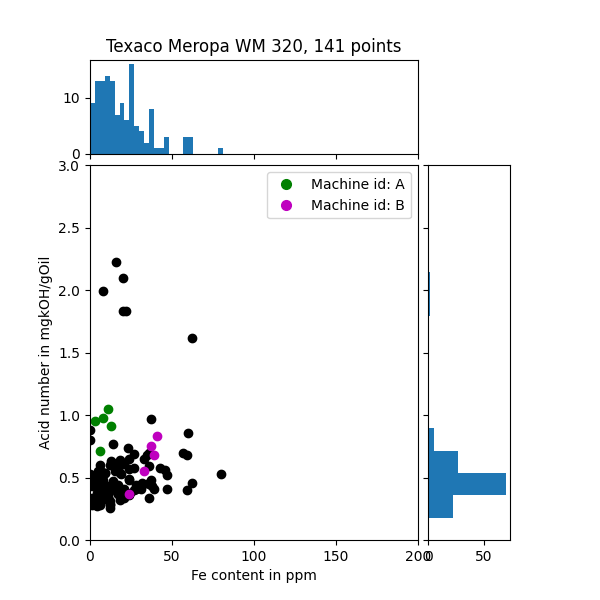 Texaco Meropa WM 320, 141 points
10
0
3.0
2.5
2.0
1.5
1.0
0.5
0.0
Acid number in mgkOH/gOil
Machine id: A
Machine id: B
0 50 100 150 200
0 50
Fe content in ppm